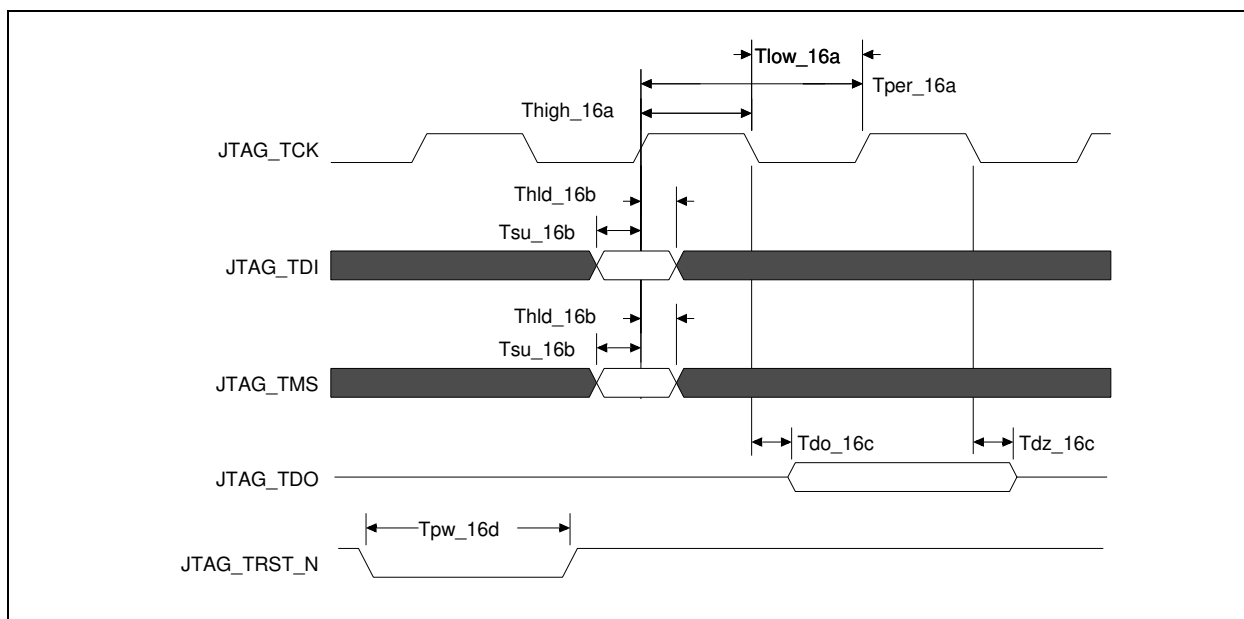 Tlow_16a
Tper_16a
Thigh_16a
JTAG_TCK
Thld_16b
Tsu_16b
JTAG_TDI
Thld_16b
Tsu_16b
JTAG_TMS
Tdo_16c
Tdz_16c
JTAG_TDO
Tpw_16d
JTAG_TRST_N